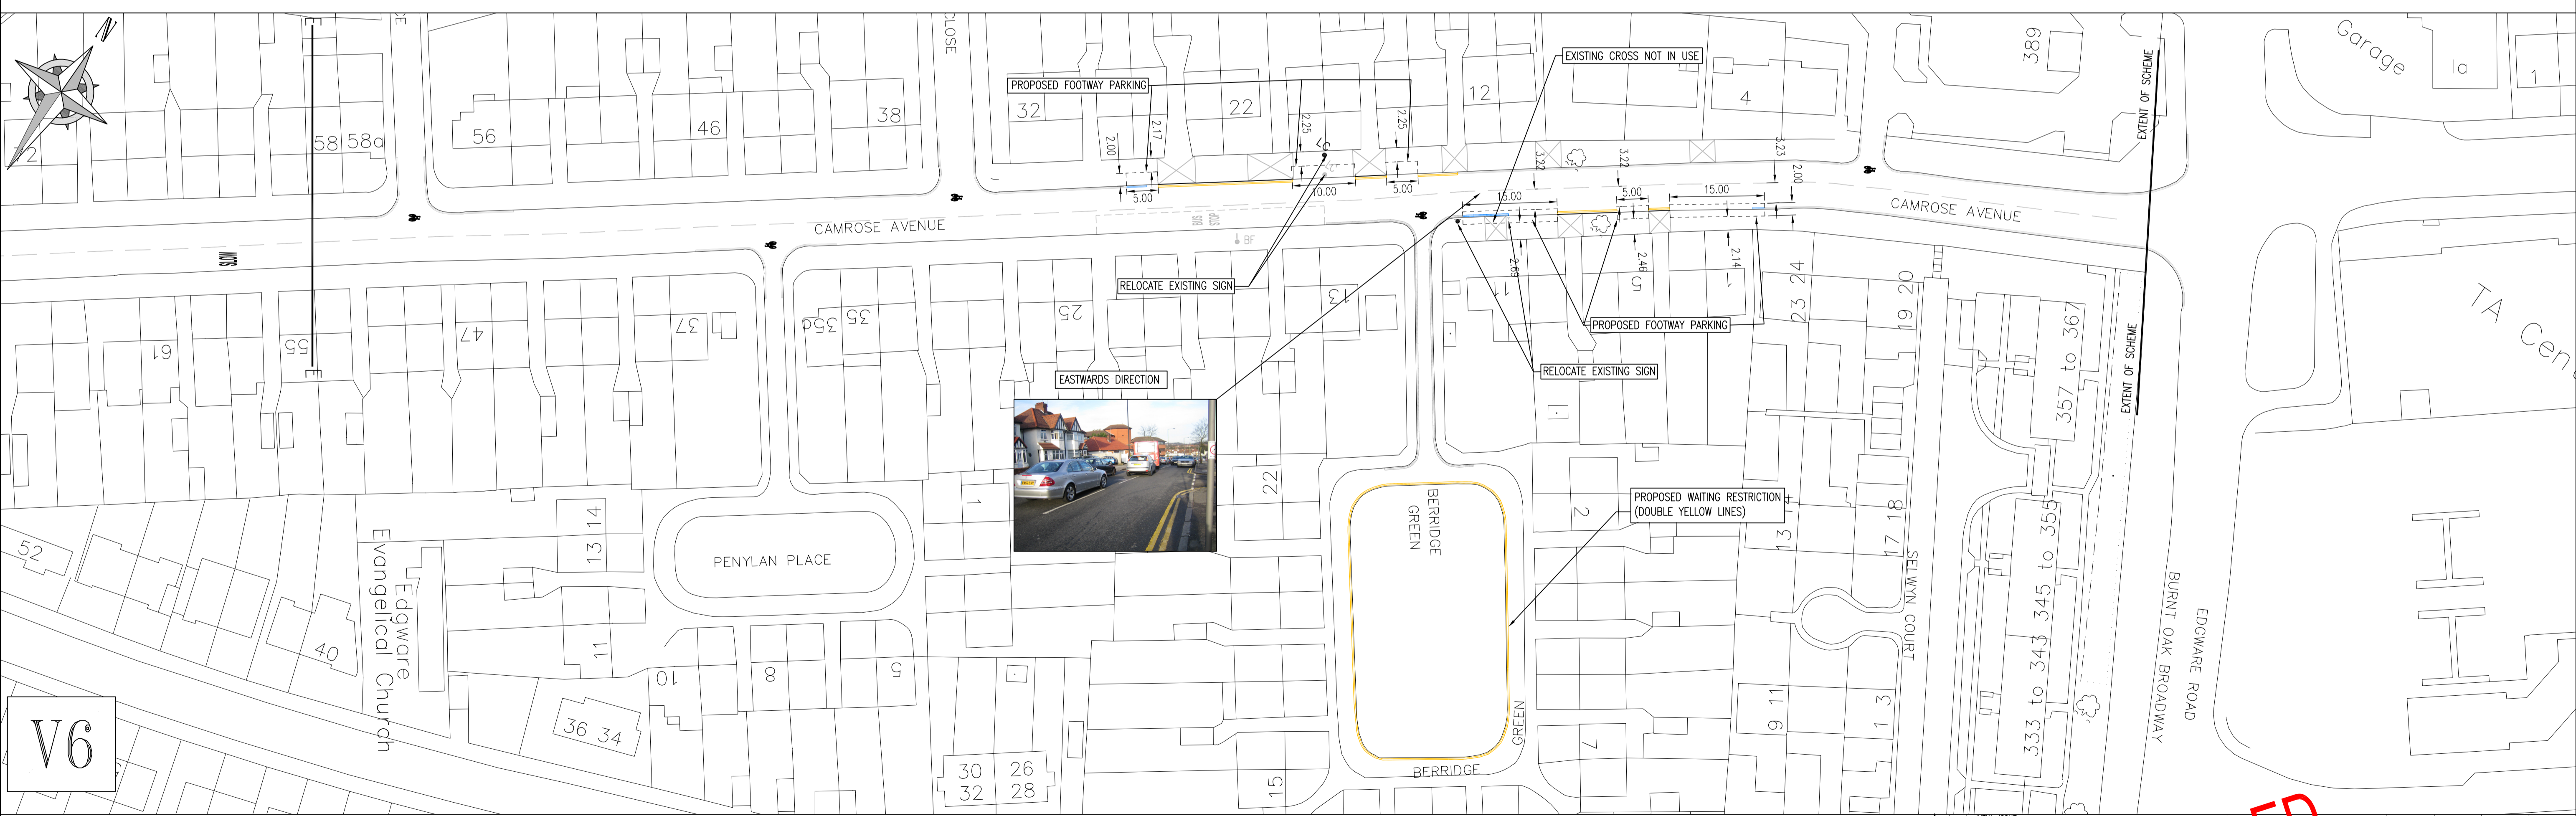 N
CLOSE
EXISTING CROSS NOT IN USE
389
Garage
1a
1
EXTENT OF SCHEME
PROPOSED FOOTWAY PARKING
58 58a
56
46
38
32
22
12
4
2.00
2.17
2.25
2.25
3.22
3.22
3.23
2.00
5.00
10.00
5.00
15.00
5.00
15.00
CAMROSE AVENUE
CAMROSE AVENUE
BUS
STOP
BF
2.69
2.46
2.14
RELOCATE EXISTING SIGN
61
55
47
37
35a
35
25
13
11
5
1
23 24
19 20
PROPOSED FOOTWAY PARKING
RELOCATE EXISTING SIGN
EASTWARDS DIRECTION
EXTENT OF SCHEME
357 to 367
TA Cen
22
1
2
BERRIDGE
GREEN
PROPOSED WAITING RESTRICTION
(DOUBLE YELLOW LINES)
17 18
SELWYN COURT
345 to 355
52
13 14
Edgware
Evangelical Church
PENYLAN PLACE
40
11
10
8
5
36 34
30 26
32 28
15
BERRIDGE
GREEN
7
9 11
1 3
333 to 343
BURNT OAK BROADWAY
EDGWARE ROAD
V6
ED